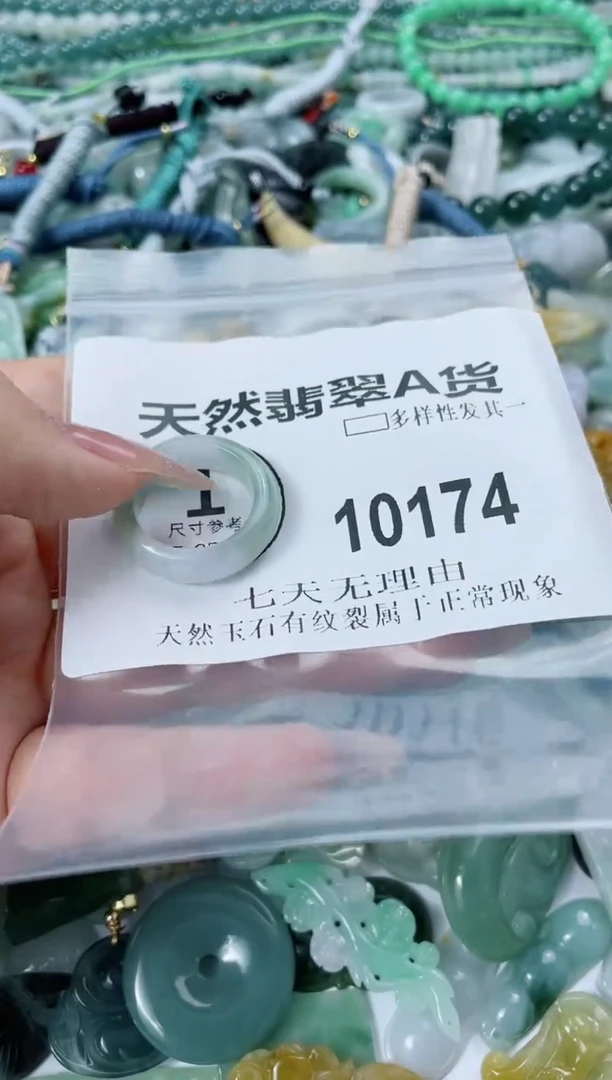 天然翡翠A货
多样性发其一
1
尺寸参考
10174
七天无理由
天然玉石有纹裂属于正常现象